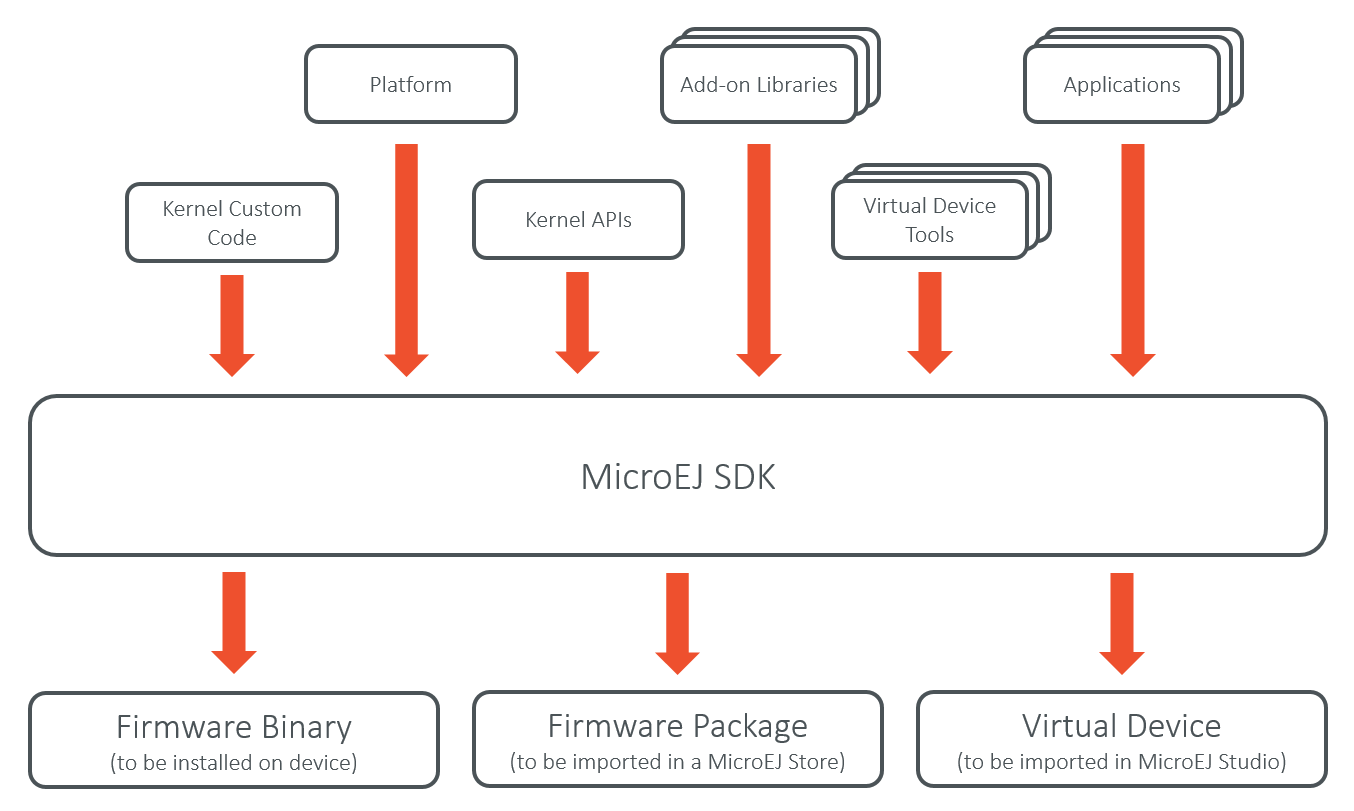 Platform
Add-on Libraries
Applications
Kernel Custom
Code
Kernel APIs
Virtual Device
Tools
MicroEJ SDK
Firmware Binary
(to be installed on device)
Firmware Package
(to be imported in a MicroEJ Store)
Virtual Device
(to be imported in MicroEJ Studio)